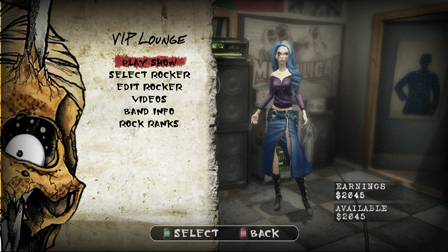 VIP Lounge
PLAY SHOW
SELECT ROCKER
EDIT ROCKER
VIDEOS
BAND INFO
ROCK RANKS
EARNINGS
$2045
AVAILABLE
$2045
SELECT BACK